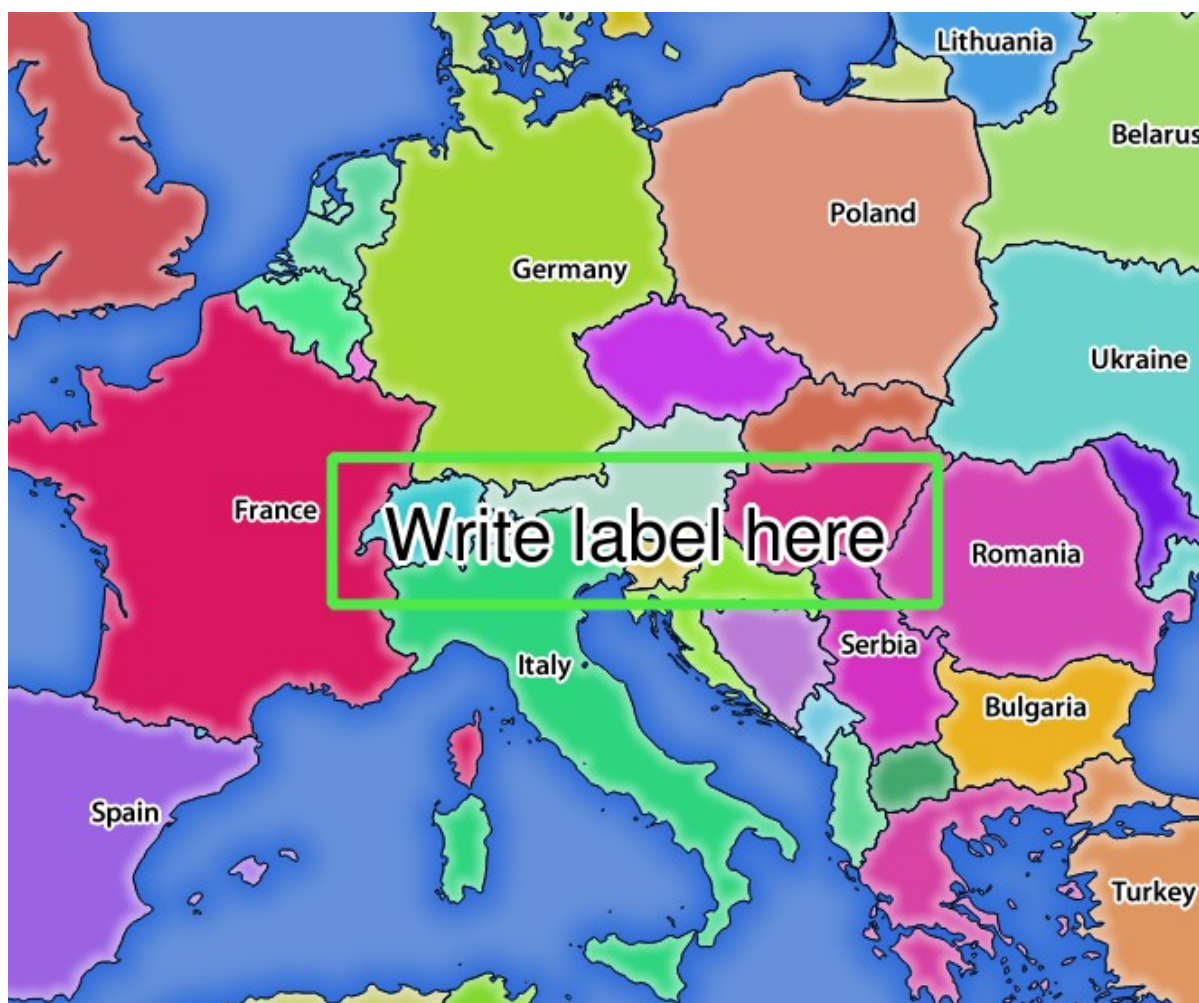 Lithuania
Belarus
Poland
Germany
Ukraine
France
Write label here
Romania
Serbia
Italy
Bulgaria
Spain
Turkey